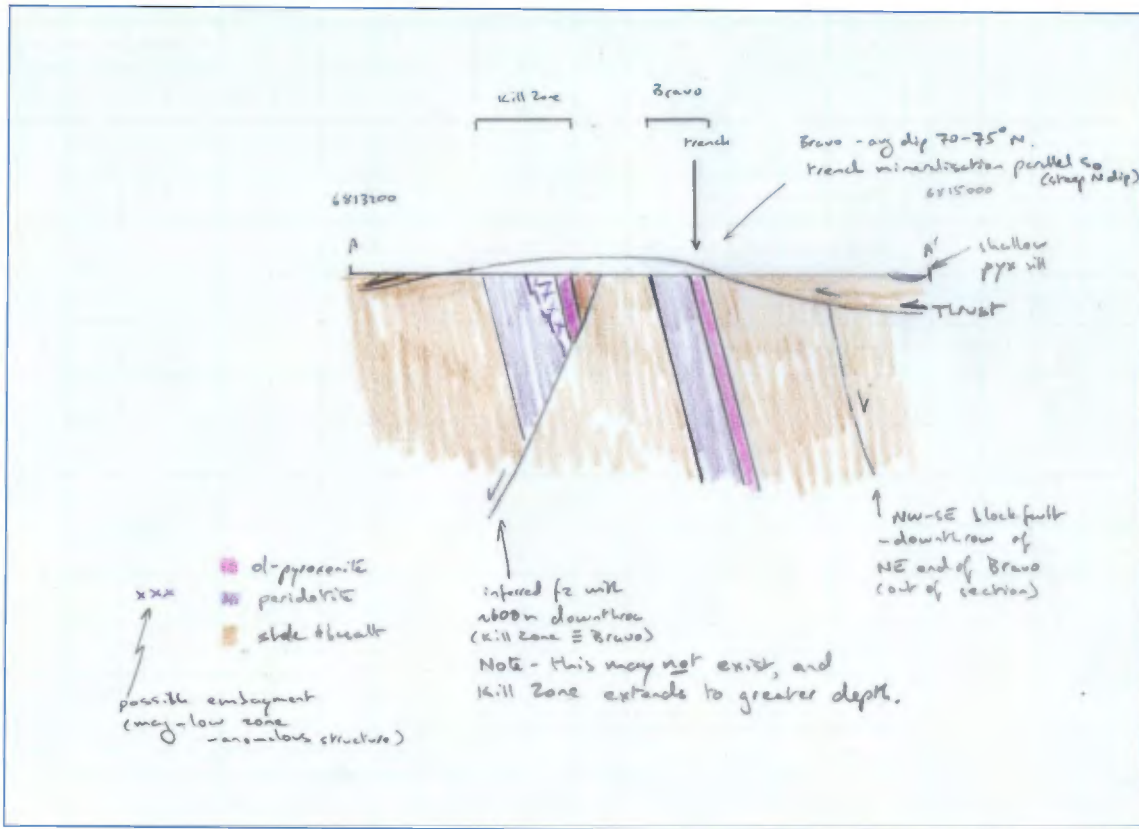 Kill Zone
Bravo
trench
Bravo - avg dip 70-75° N.
trench mineralisation parallel So
(steep N dip)
6813200
6815000
A
A'
shallow
pyx sill
Thrust
NW-SE block fault
- downthrow of
NE end of Bravo
(out of section)
ol-pyroxenite
peridotite
shale & basalt
xxx
possible embayment
(mag-low zone
- anomalous structure)
inferred fz with
~600m downthrow
(Kill Zone ≡ Bravo)
Note - this may not exist, and
Kill Zone extends to greater depth.